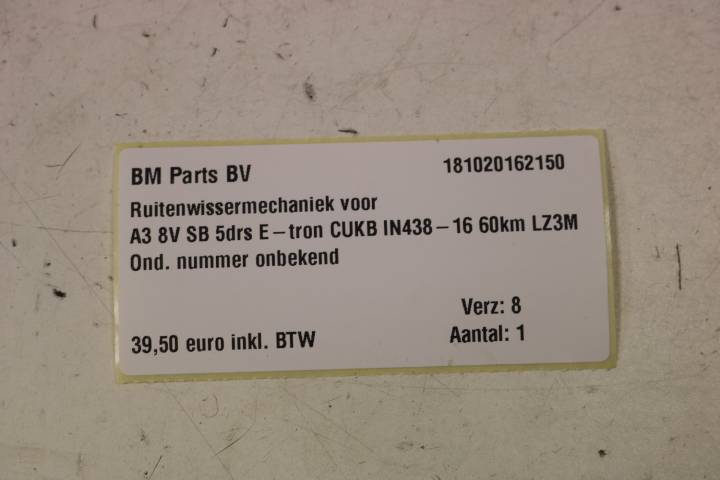 BM Parts BV 181020162150
Ruitenwissermechaniek voor
A3 8V SB 5drs E-tron CUKB IN438-16 60km LZ3M
Ond. nummer onbekend
Verz: 8
39,50 euro inkl. BTW Aantal: 1